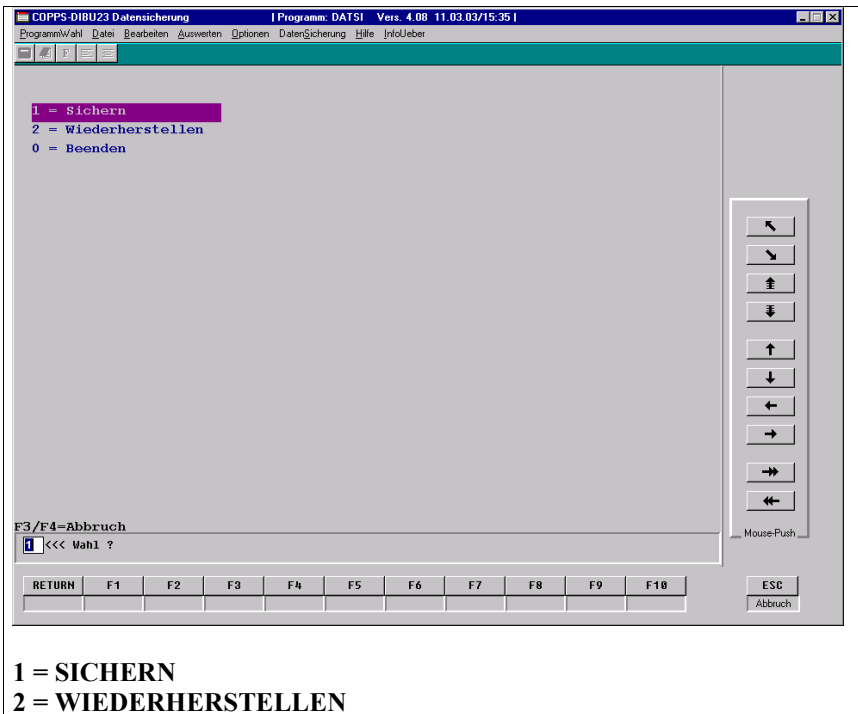 COPPS-DIBU23 Datensicherung | Programm: DATSI Vers. 4.08 11.03.03/15:35 |
ProgrammWahl Datei Bearbeiten Auswerten Optionen DatenSicherung Hilfe InfoUeber
F
1 = Sichern
2 = Wiederherstellen
0 = Beenden
F3/F4=Abbruch
1 <<< Wahl ?
Mouse-Push
RETURN F1 F2 F3 F4 F5 F6 F7 F8 F9 F10 ESC
Abbruch
1 = SICHERN
2 = WIEDERHERSTELLEN